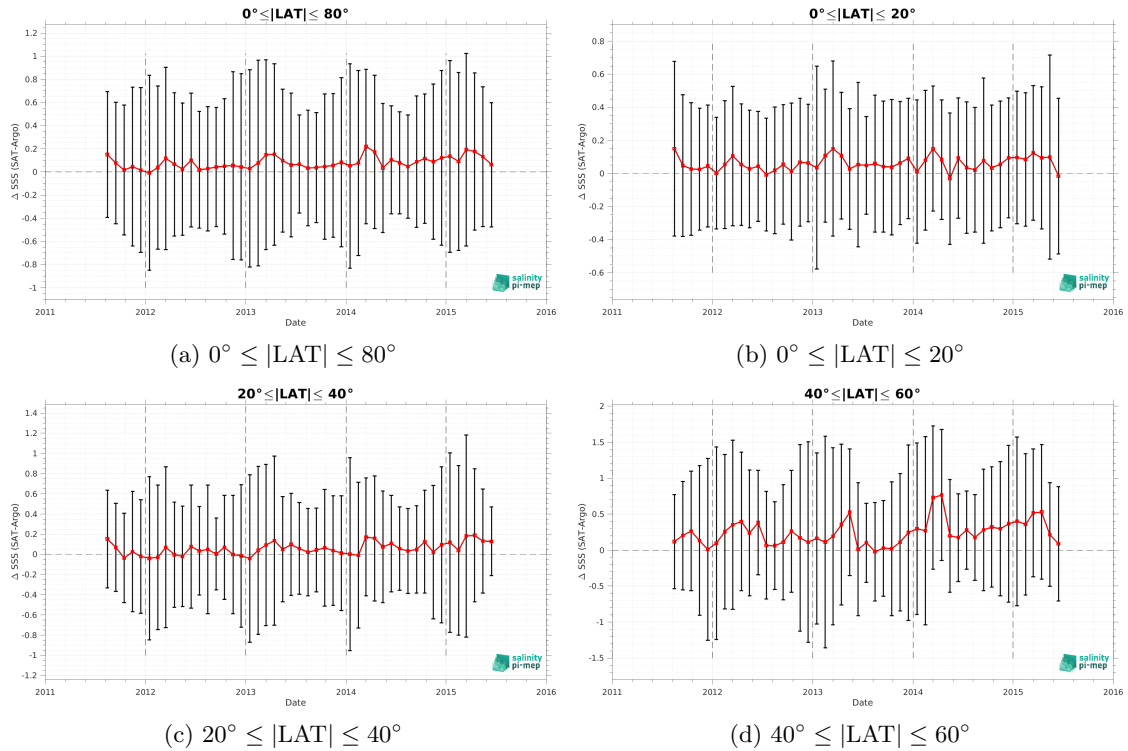 0°≤|LAT|≤ 80°
Δ SSS (SAT-Argo)
1.2
1
0.8
0.6
0.4
0.2
0
-0.2
-0.4
-0.6
-0.8
-1
2011 2012 2013 2014 2015 2016
Date
salinity
pi-mep
(a) 0° ≤ |LAT| ≤ 80°
0°≤|LAT|≤ 20°
Δ SSS (SAT-Argo)
0.8
0.6
0.4
0.2
0
-0.2
-0.4
-0.6
2011 2012 2013 2014 2015 2016
Date
salinity
pi-mep
(b) 0° ≤ |LAT| ≤ 20°
20°≤|LAT|≤ 40°
Δ SSS (SAT-Argo)
1.4
1.2
1
0.8
0.6
0.4
0.2
0
-0.2
-0.4
-0.6
-0.8
-1
-1.2
2011 2012 2013 2014 2015 2016
Date
salinity
pi-mep
(c) 20° ≤ |LAT| ≤ 40°
40°≤|LAT|≤ 60°
Δ SSS (SAT-Argo)
2
1.5
1
0.5
0
-0.5
-1
-1.5
2011 2012 2013 2014 2015 2016
Date
salinity
pi-mep
(d) 40° ≤ |LAT| ≤ 60°